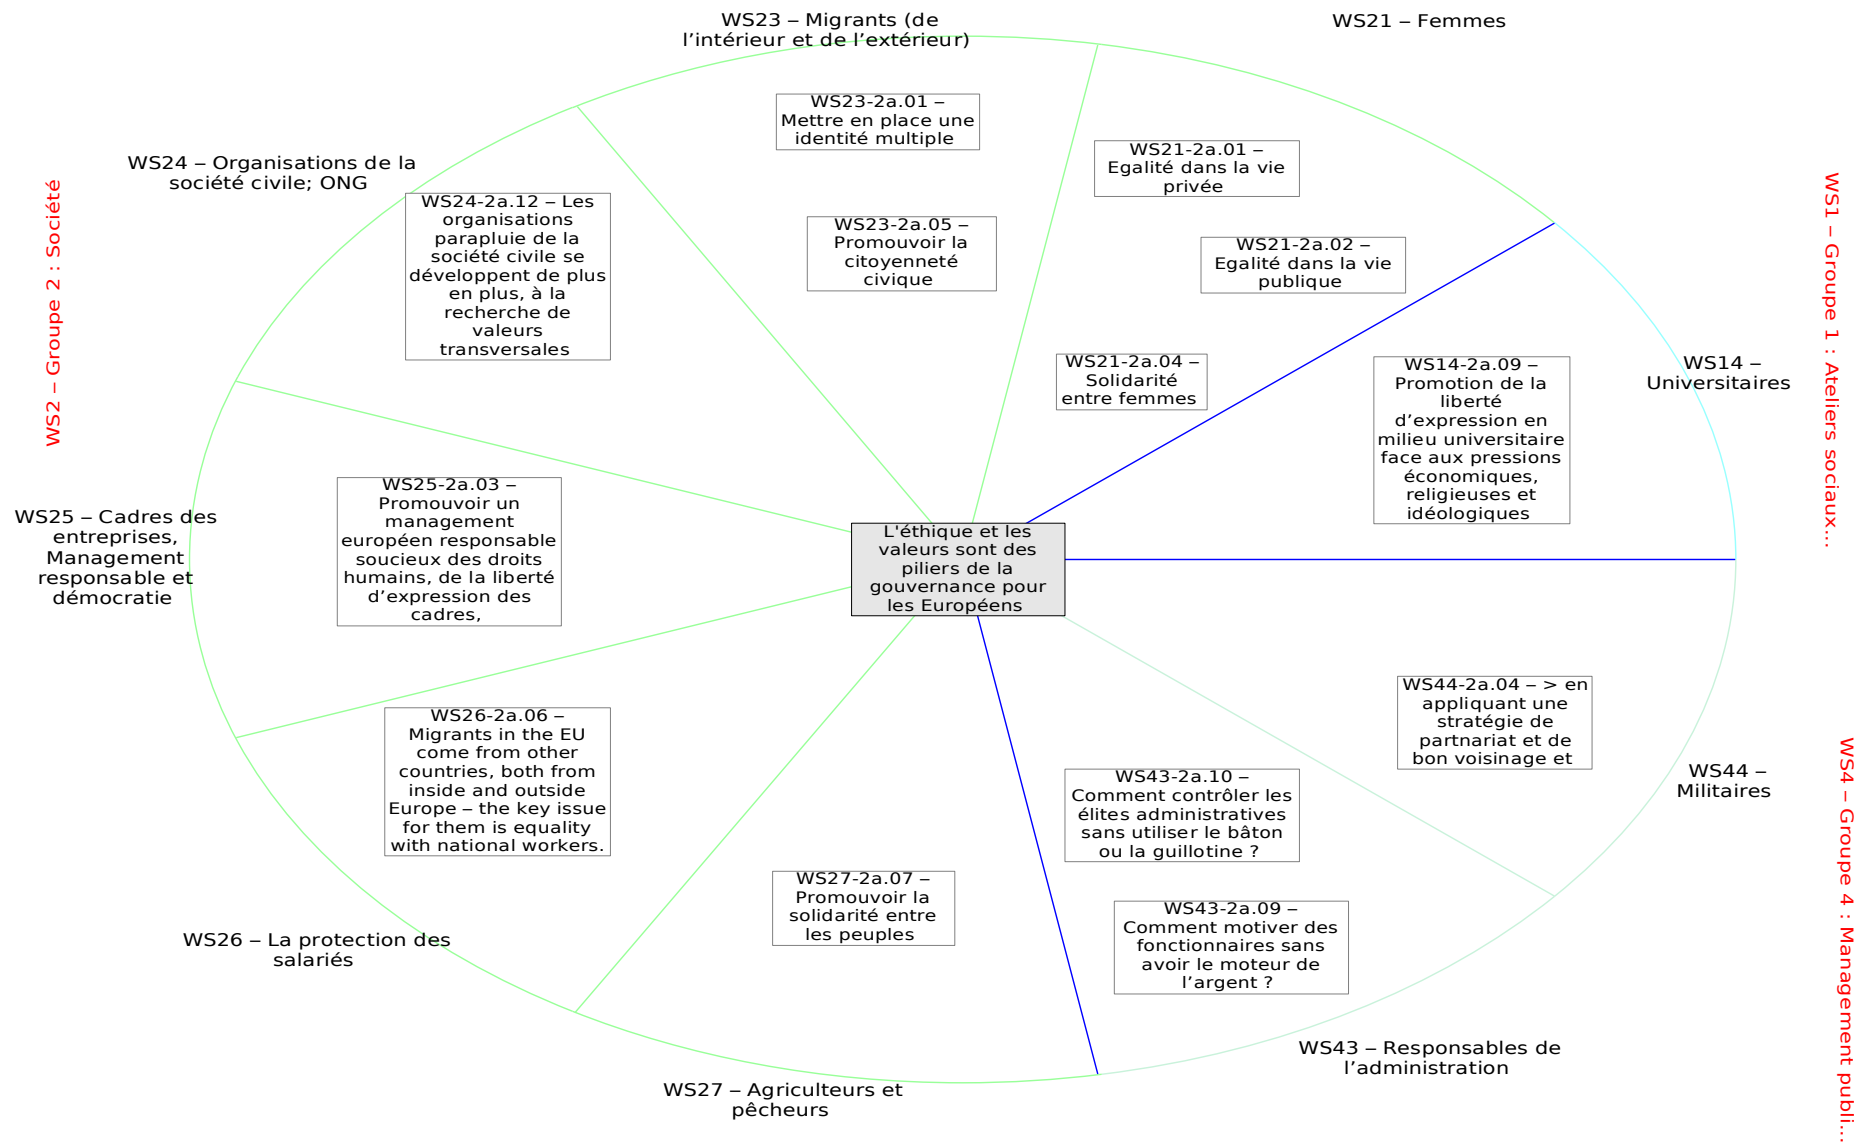 WS23 – Migrants (de
l’intérieur et de l’extérieur)
WS21 – Femmes
WS23-2a.01 –
Mettre en place une
identité multiple
WS21-2a.01 –
Egalité dans la vie
privée
WS24 – Organisations de la
société civile; ONG
WS2 – Groupe 2 : Société
WS1 – Groupe 1 : Ateliers sociaux...
WS24-2a.12 – Les
organisations
parapluie de la
société civile se
développent de plus
en plus, à la
recherche de
valeurs
transversales
WS23-2a.05 –
Promouvoir la
citoyenneté
civique
WS21-2a.02 –
Egalité dans la vie
publique
WS21-2a.04 –
Solidarité
entre femmes
WS14-2a.09 –
Promotion de la
liberté
d’expression en
milieu universitaire
face aux pressions
économiques,
religieuses et
idéologiques
WS14 –
Universitaires
WS25 – Cadres des
entreprises,
Management
responsable et
démocratie
WS25-2a.03 –
Promouvoir un
management
européen responsable
soucieux des droits
humains, de la liberté
d’expression des
cadres,
L'éthique et les
valeurs sont des
piliers de la
gouvernance pour
les Européens
WS44-2a.04 – > en
appliquant une
stratégie de
partnariat et de
bon voisinage et
WS44 –
Militaires
WS4 – Groupe 4 : Management publi...
WS26-2a.06 –
Migrants in the EU
come from other
countries, both from
inside and outside
Europe – the key issue
for them is equality
with national workers.
WS43-2a.10 –
Comment contrôler les
élites administratives
sans utiliser le bâton
ou la guillotine ?
WS27-2a.07 –
Promouvoir la
solidarité entre
les peuples
WS43-2a.09 –
Comment motiver des
fonctionnaires sans
avoir le moteur de
l’argent ?
WS26 – La protection des
salariés
WS43 – Responsables de
l’administration
WS27 – Agriculteurs et
pêcheurs